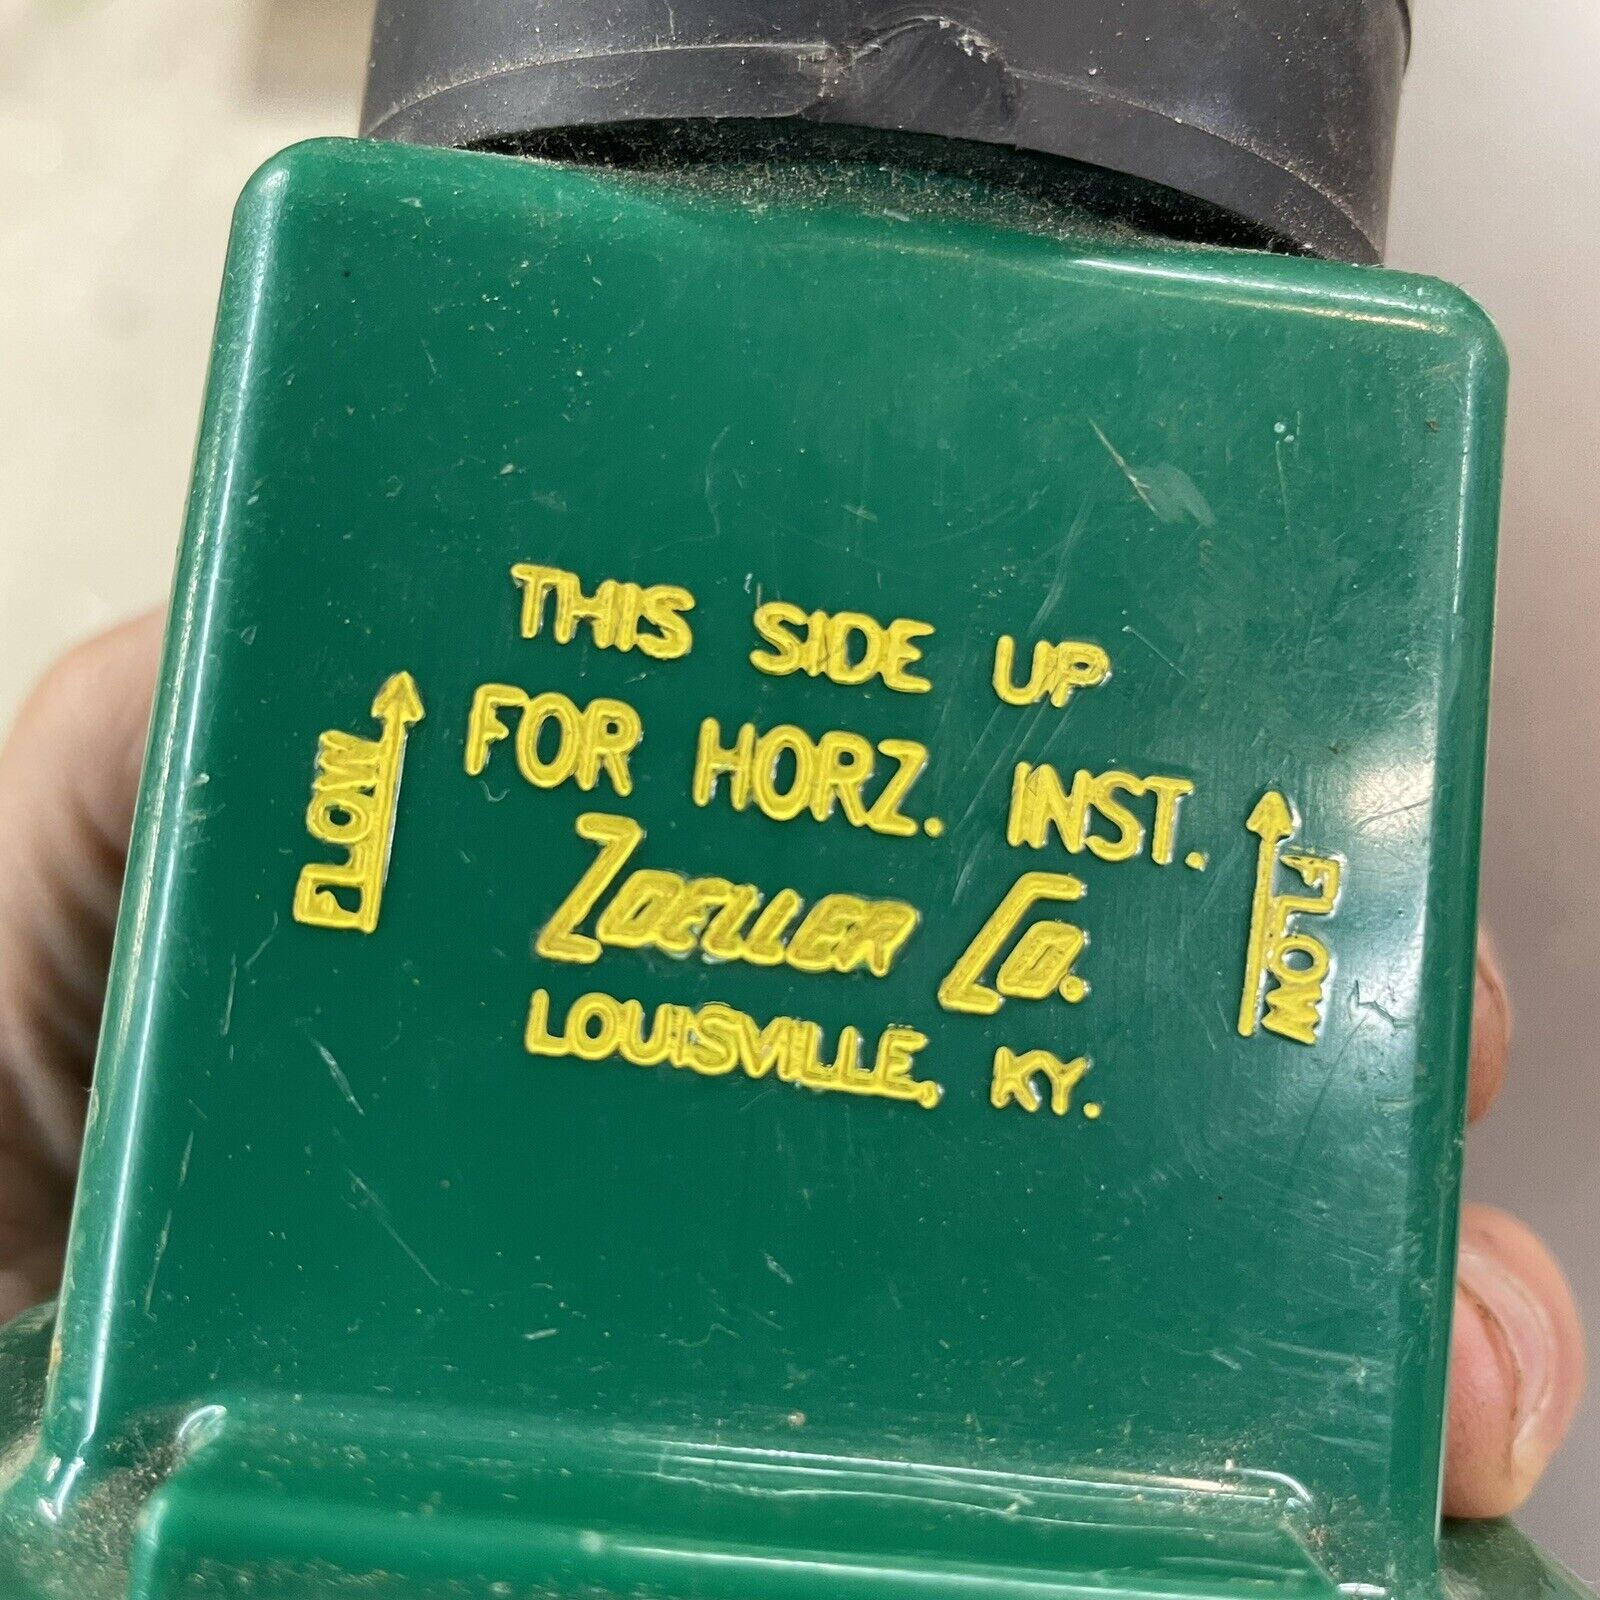 THIS SIDE UP
FOR HORZ. INST.
ZOELLER CO.
LOUISVILLE, KY.
FLOW
FLOW